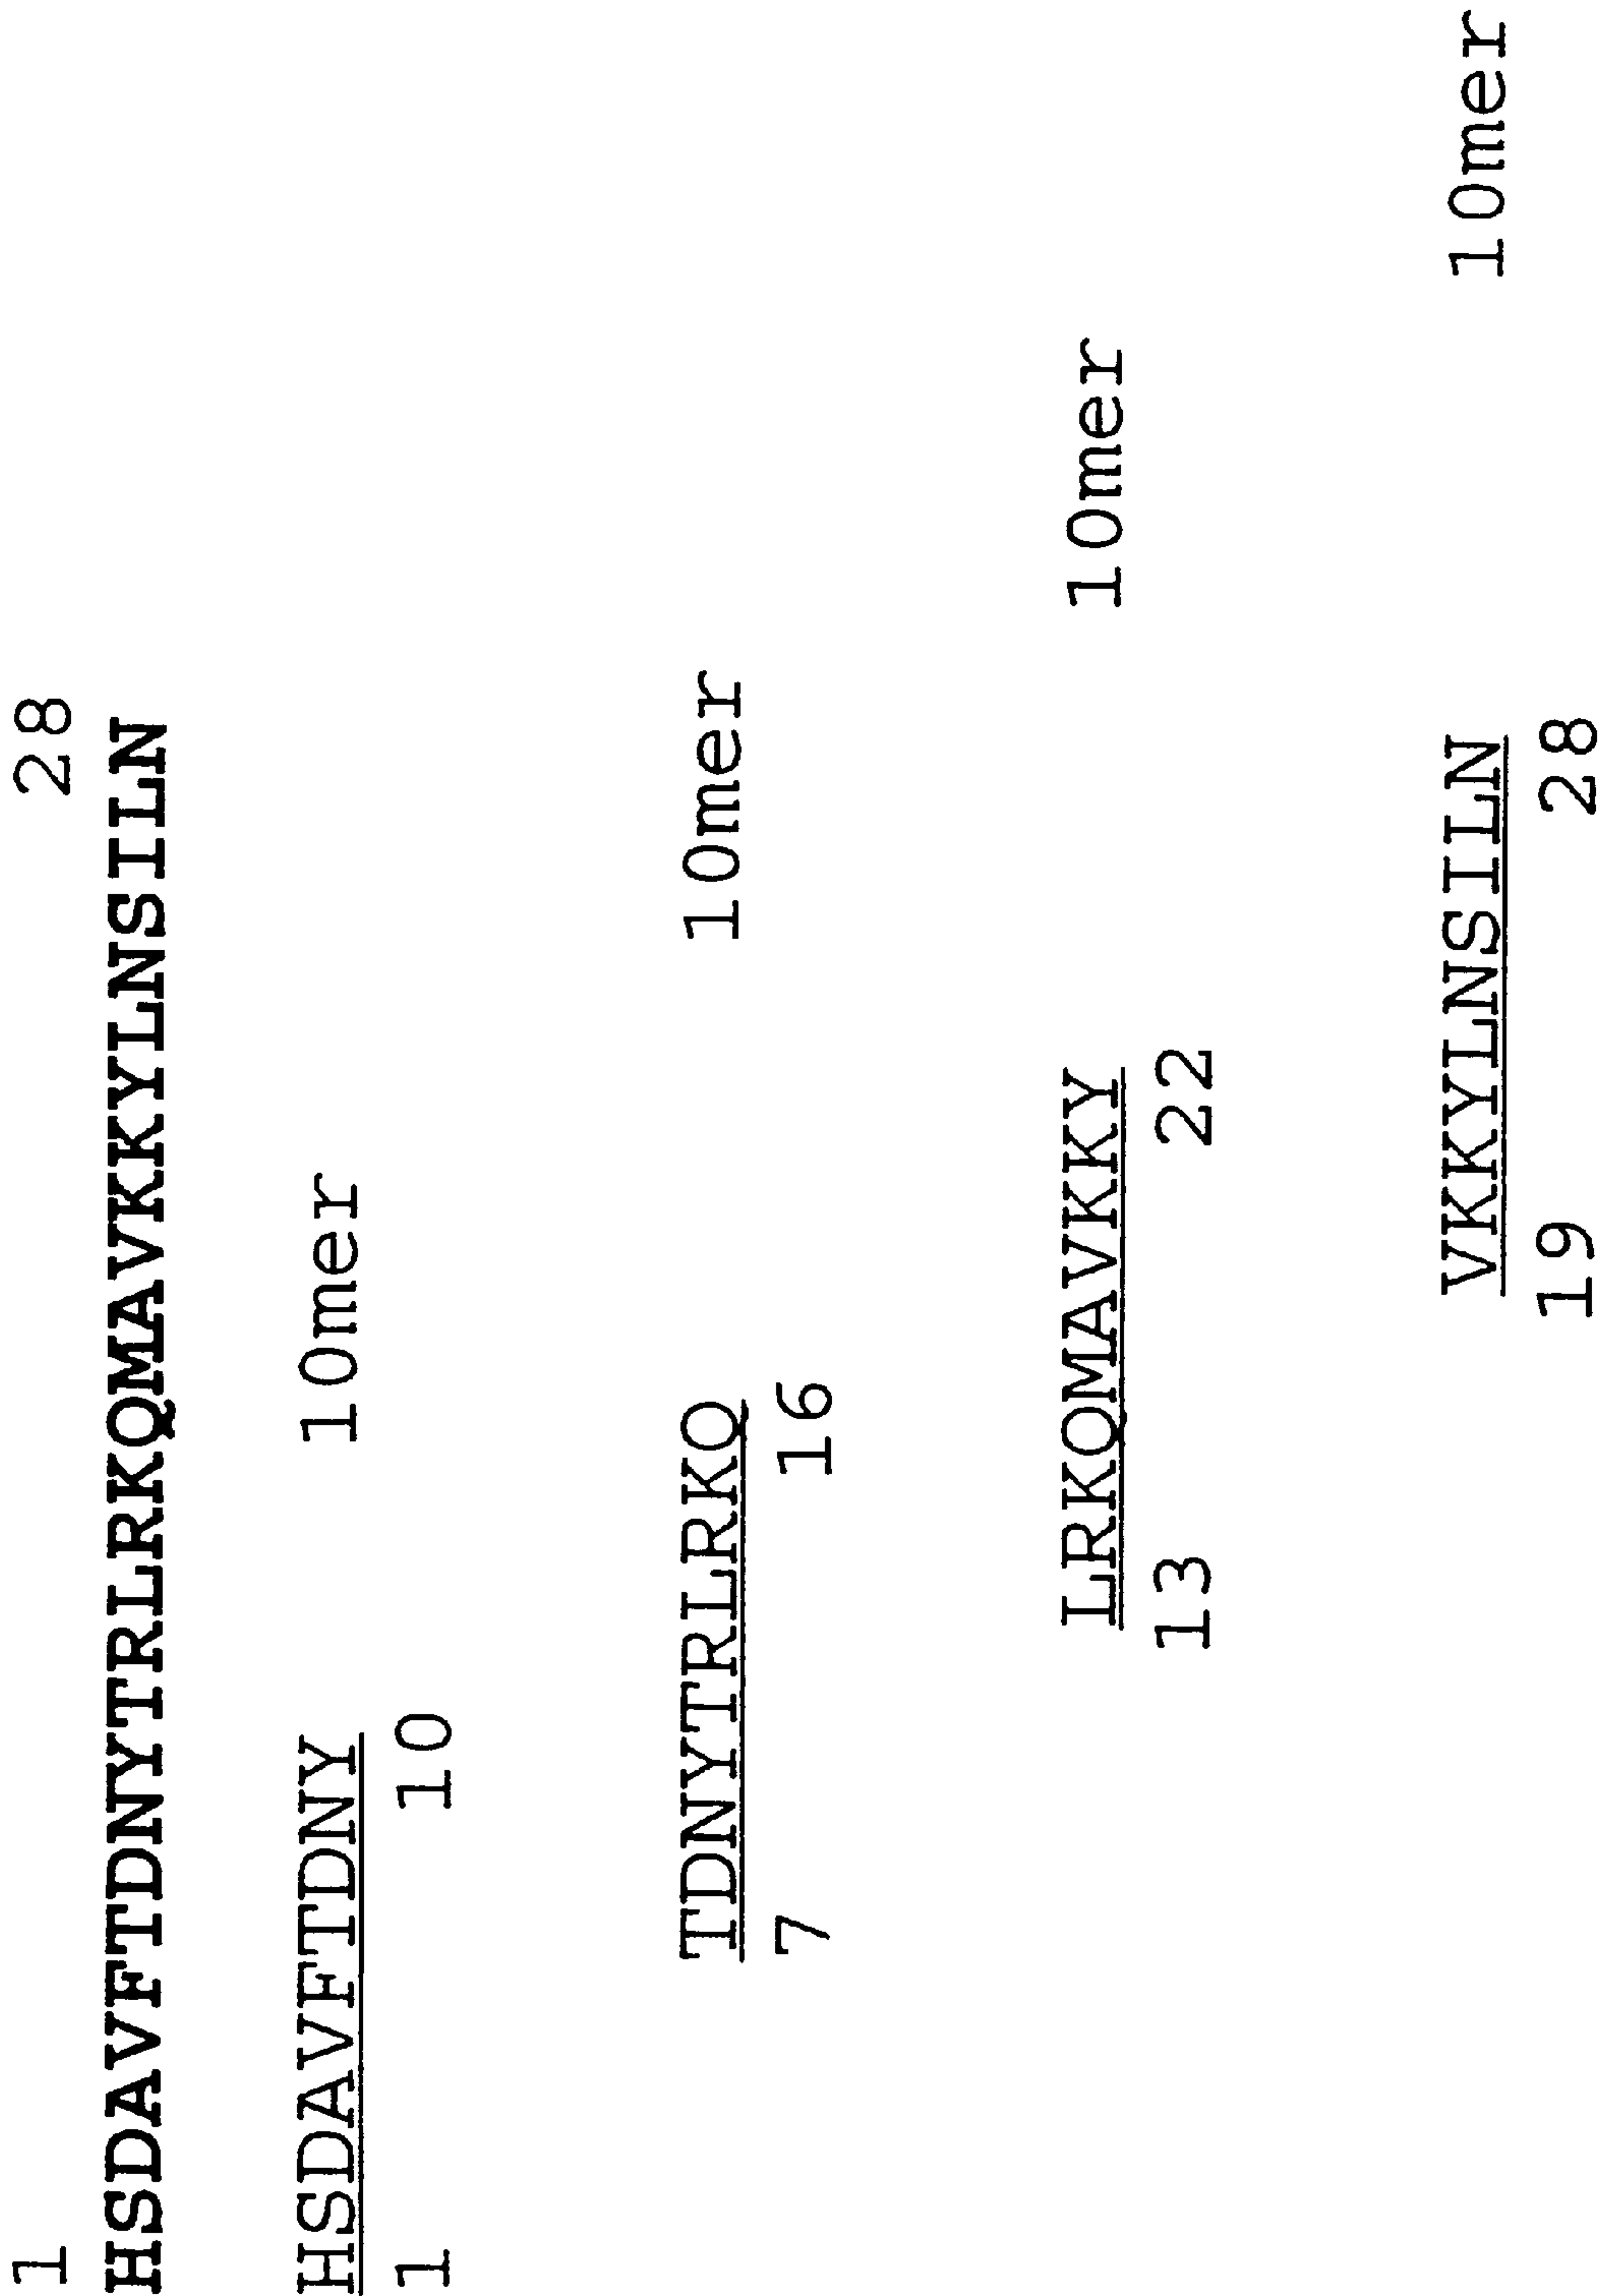 1 28
HSDAVFTDNYTRLRKQMAVKKYLNSILN
HSDAVFTDNY 10mer
1 10
TDNYTRLRKQ 10mer
7 16
LRKQMAVKKY 10mer
13 22
VKKYLNSILN 10mer
19 28